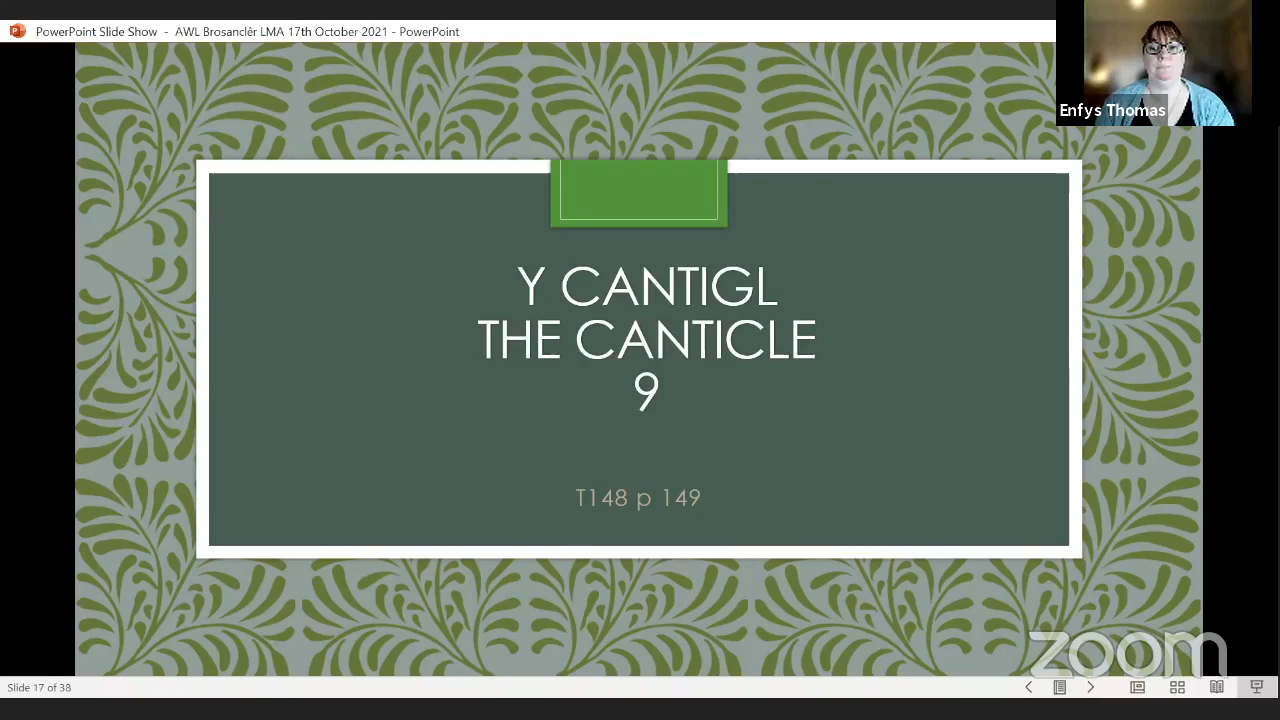 PowerPoint Slide Show - AWL Brosanclêr LMA 17th October 2021 - PowerPoint
Enfys Thomas
Y CANTIGL
THE CANTICLE
9
T148 p 149
zoom
Slide 17 of 38